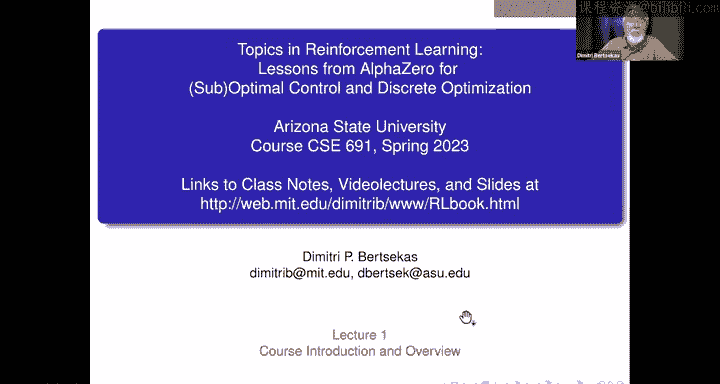 Topics in Reinforcement Learning:
Lessons from AlphaZero for
(Sub)Optimal Control and Discrete Optimization
Arizona State University
Course CSE 691, Spring 2023
Links to Class Notes, Videolectures, and Slides at
http://web.mit.edu/dimitrib/www/RLbook.html
Dimitri P. Bertsekas
dimitrib@mit.edu, dbertsek@asu.edu
Lecture 1
Course Introduction and Overview
Dimitri Bertsekas